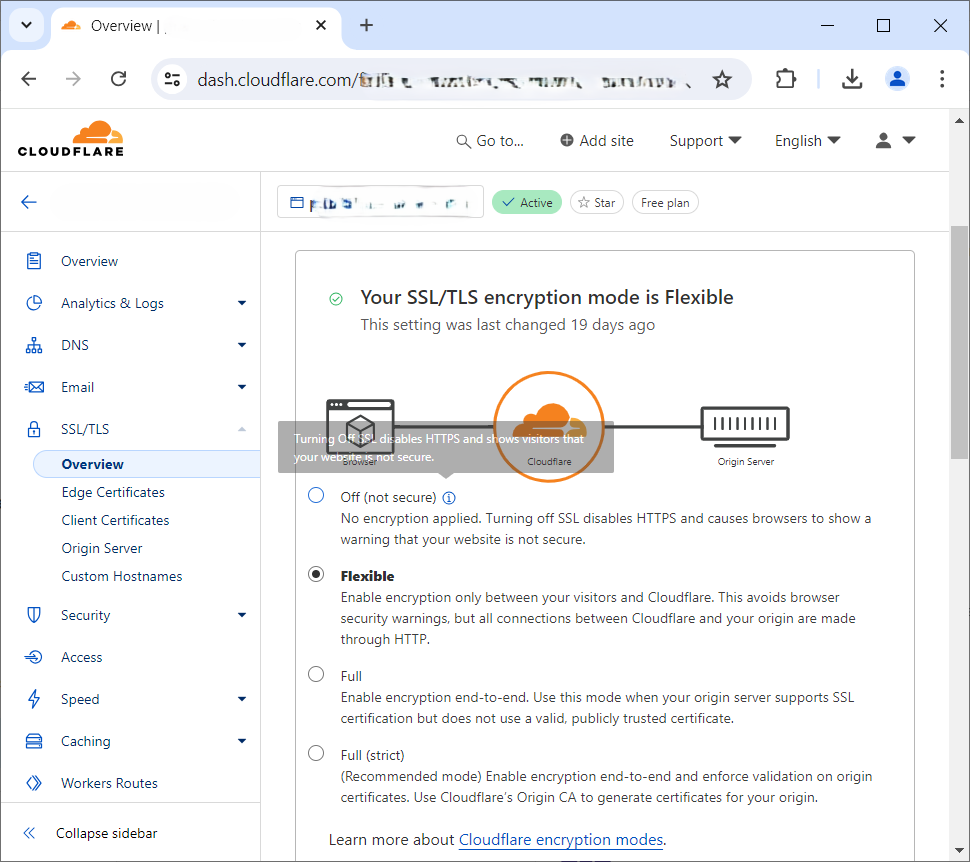 Overview |
dash.cloudflare.com/
CLOUDFLARE
Go to...
Add site
Support
English
Active
Star
Free plan
Overview
Analytics & Logs
DNS
Email
SSL/TLS
Overview
Edge Certificates
Client Certificates
Origin Server
Custom Hostnames
Security
Access
Speed
Caching
Workers Routes
Collapse sidebar
Your SSL/TLS encryption mode is Flexible
This setting was last changed 19 days ago
Turning Off SSL disables HTTPS and shows visitors that
your website is not secure.
Browser
Cloudflare
Origin Server
Off (not secure)
No encryption applied. Turning off SSL disables HTTPS and causes browsers to show a
warning that your website is not secure.
Flexible
Enable encryption only between your visitors and Cloudflare. This avoids browser
security warnings, but all connections between Cloudflare and your origin are made
through HTTP.
Full
Enable encryption end-to-end. Use this mode when your origin server supports SSL
certification but does not use a valid, publicly trusted certificate.
Full (strict)
(Recommended mode) Enable encryption end-to-end and enforce validation on origin
certificates. Use Cloudflare’s Origin CA to generate certificates for your origin.
Learn more about Cloudflare encryption modes.